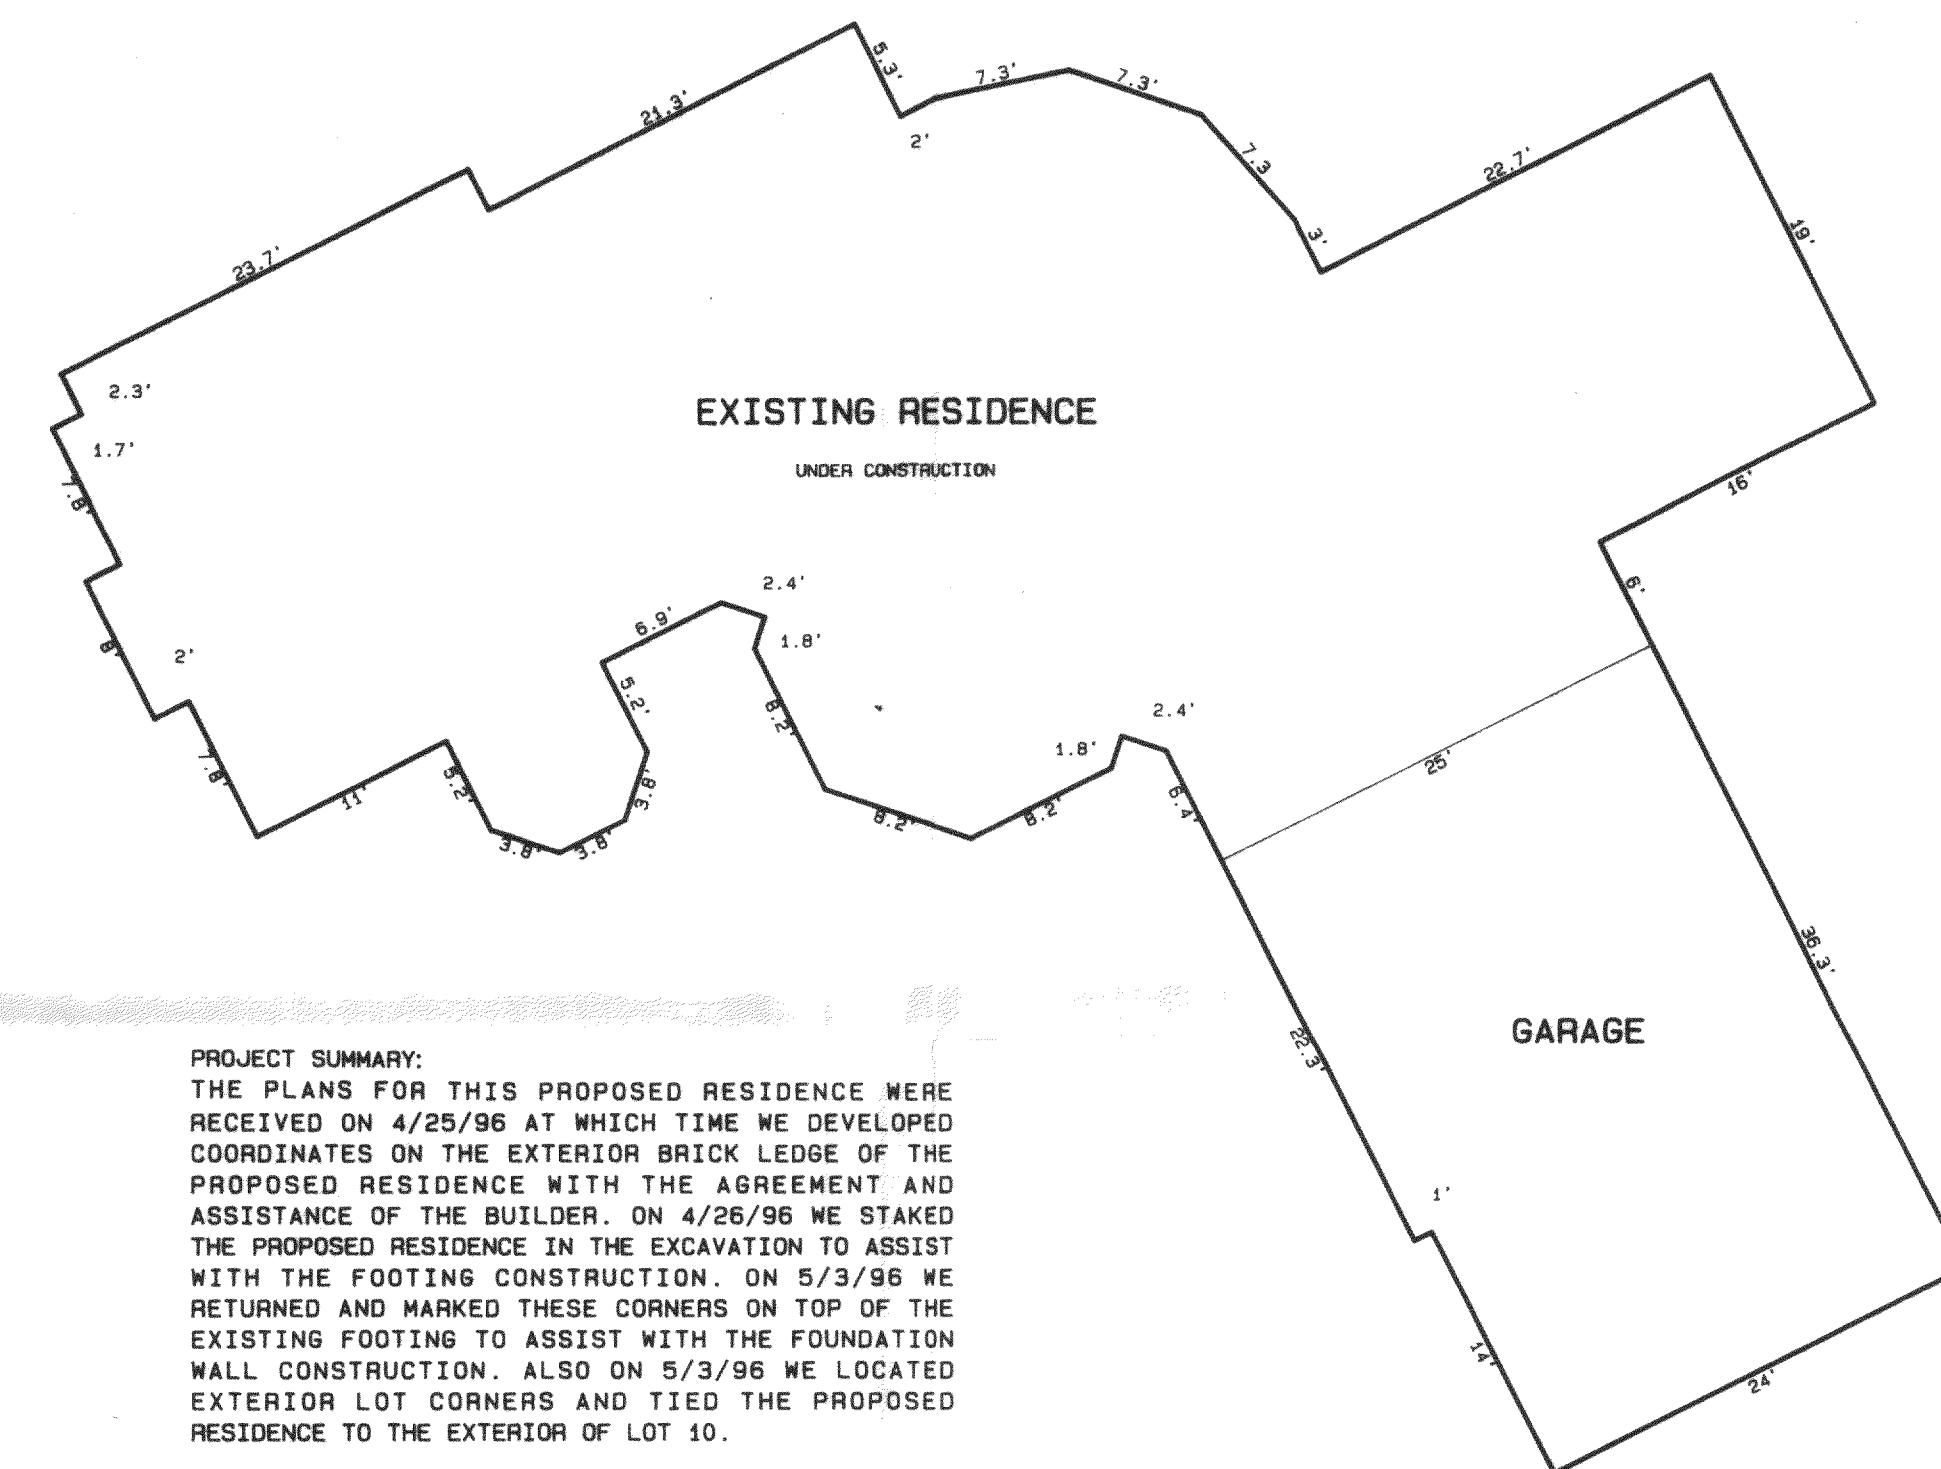 5.3'
7.3'
7.3'
21.3'
2'
7.3
22.7'
3'
19'
23.7'
2.3'
EXISTING RESIDENCE
1.7'
UNDER CONSTRUCTION
7.8'
16'
2.4'
6'
6.9'
1.8'
8'
2'
5.2'
8.2'
2.4'
1.8'
7.8'
11'
5.2'
3.8'
25'
6.4'
3.8'
3.8'
8.2'
8.2'
36.3'
GARAGE
22.3'
1'
14'
24'
PROJECT SUMMARY:
THE PLANS FOR THIS PROPOSED RESIDENCE WERE
RECEIVED ON 4/25/96 AT WHICH TIME WE DEVELOPED
COORDINATES ON THE EXTERIOR BRICK LEDGE OF THE
PROPOSED RESIDENCE WITH THE AGREEMENT AND
ASSISTANCE OF THE BUILDER. ON 4/26/96 WE STAKED
THE PROPOSED RESIDENCE IN THE EXCAVATION TO ASSIST
WITH THE FOOTING CONSTRUCTION. ON 5/3/96 WE
RETURNED AND MARKED THESE CORNERS ON TOP OF THE
EXISTING FOOTING TO ASSIST WITH THE FOUNDATION
WALL CONSTRUCTION. ALSO ON 5/3/96 WE LOCATED
EXTERIOR LOT CORNERS AND TIED THE PROPOSED
RESIDENCE TO THE EXTERIOR OF LOT 10.